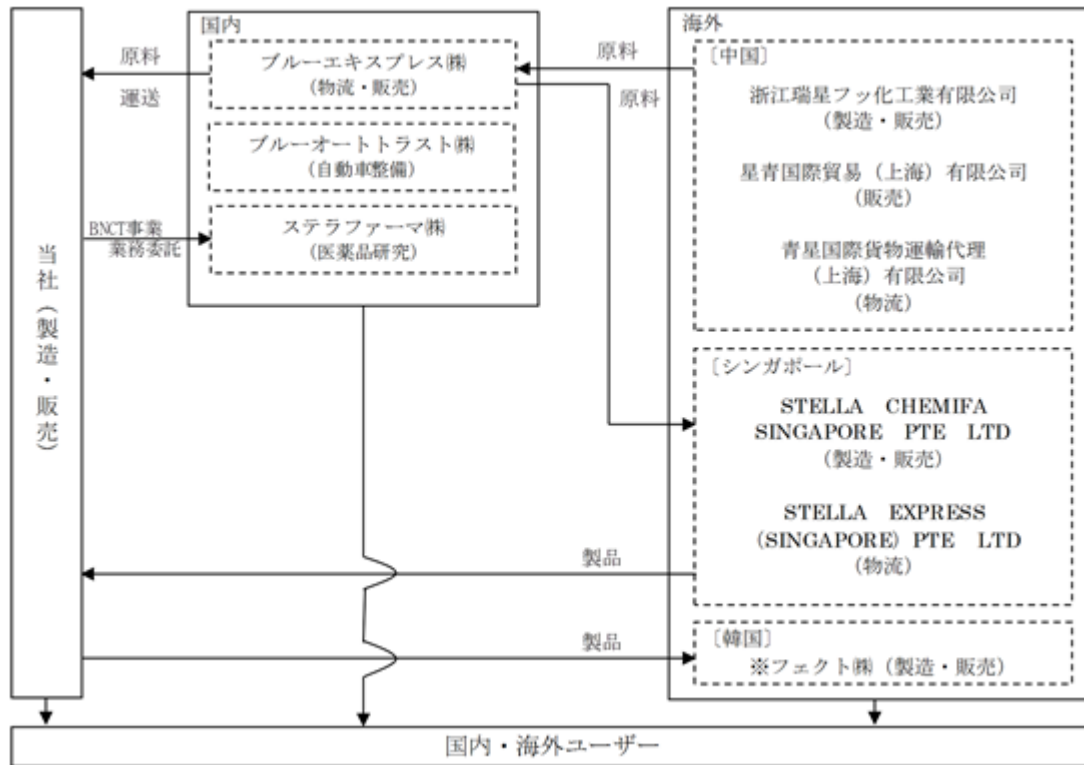 国内
ブルーエキスプレス㈱
(物流・販売)
ブルーオートトラスト㈱
(自動車整備)
ステラファーマ㈱
(医薬品研究)
原料
運送
BNCT事業
業務委託
当社(製造・販売)
原料
原料
海外
〔中国〕
浙江瑞星フッ化工業有限公司
(製造・販売)
星青国際貿易(上海)有限公司
(販売)
青星国際貨物運輸代理
(上海)有限公司
(物流)
〔シンガポール〕
STELLA CHEMIFA
SINGAPORE PTE LTD
(製造・販売)
STELLA EXPRESS
(SINGAPORE) PTE LTD
(物流)
製品
製品
〔韓国〕
※フェクト㈱(製造・販売)
国内・海外ユーザー